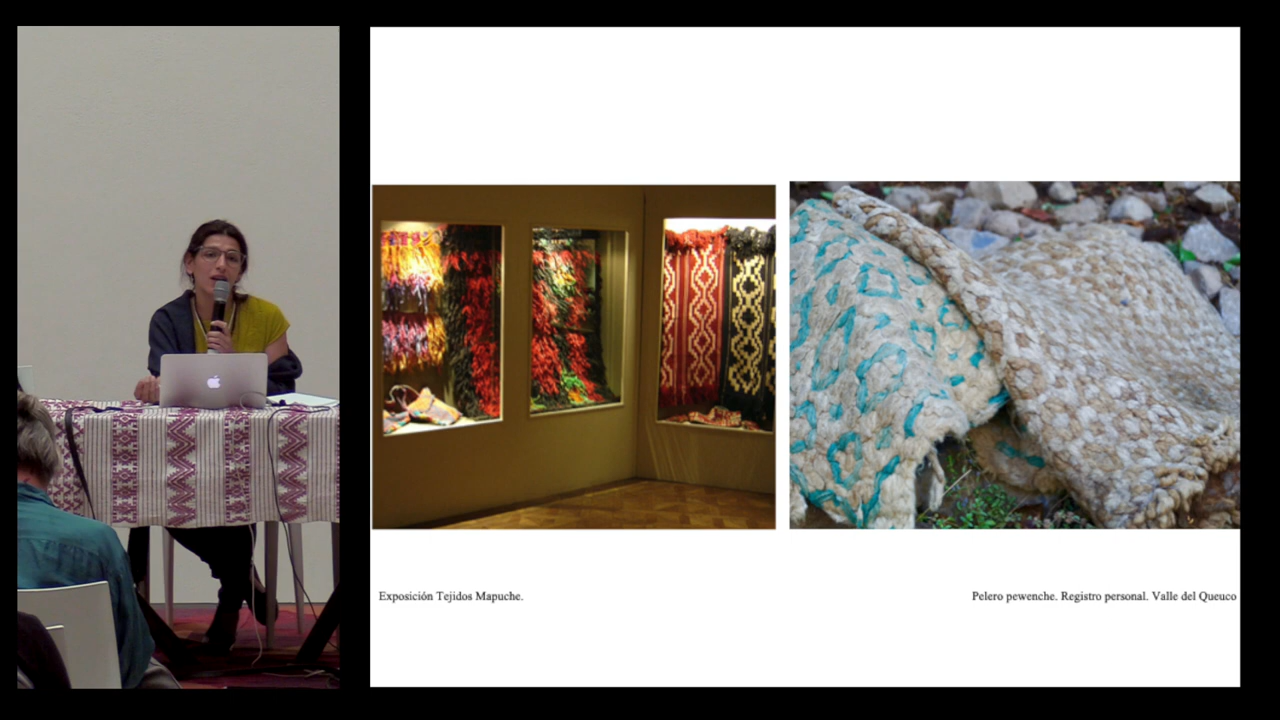 Exposición Tejidos Mapuche.
Pelero pewenche. Registro personal. Valle del Queuco